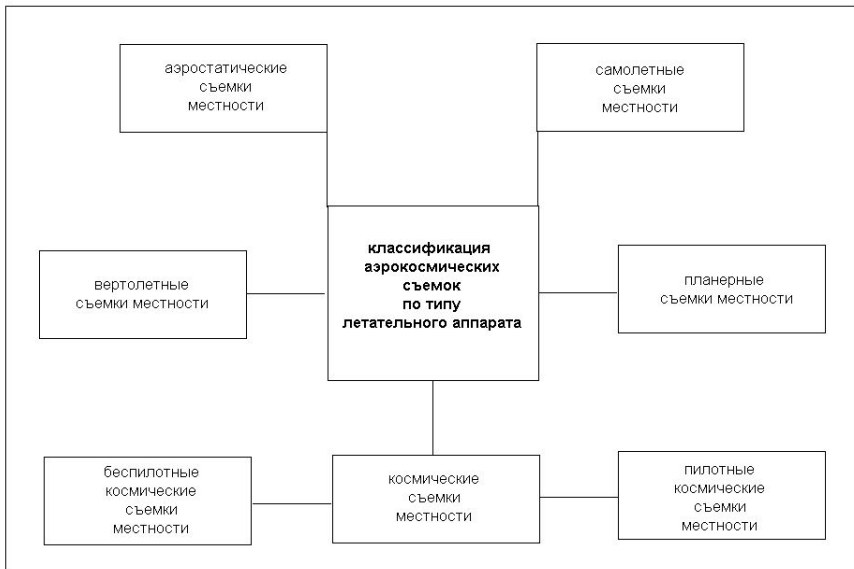 аэростатические
съемки
местности
самолетные
съемки
местности
классификация
аэрокосмических
съемок
по типу
летательного аппарата
вертолетные
съемки местности
планерные
съемки местности
беспилотные
космические
съемки
местности
космические
съемки
местности
пилотные
космические
съемки
местности